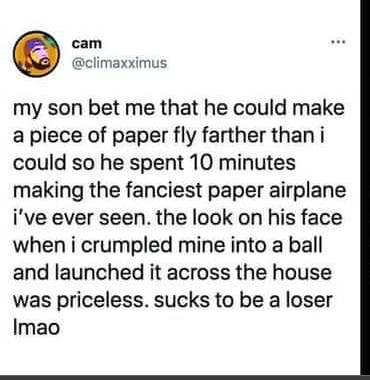 cam
@climaxximus
my son bet me that he could make
a piece of paper fly farther than i
could so he spent 10 minutes
making the fanciest paper airplane
i've ever seen. the look on his face
when i crumpled mine into a ball
and launched it across the house
was priceless. sucks to be a loser
lmao